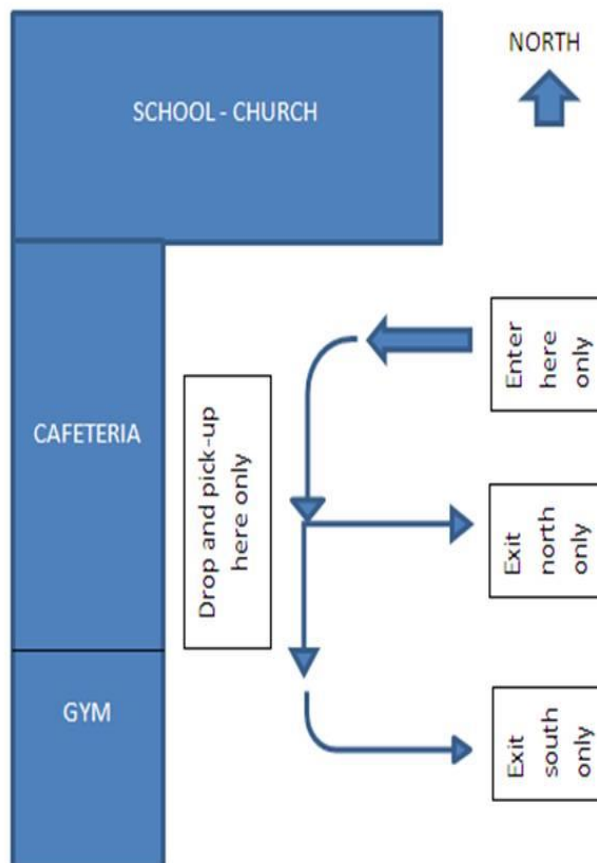 SCHOOL - CHURCH
NORTH
Enter
here
only
CAFETERIA
Drop and pick-up
here only
Exit
north
only
GYM
Exit
south
only